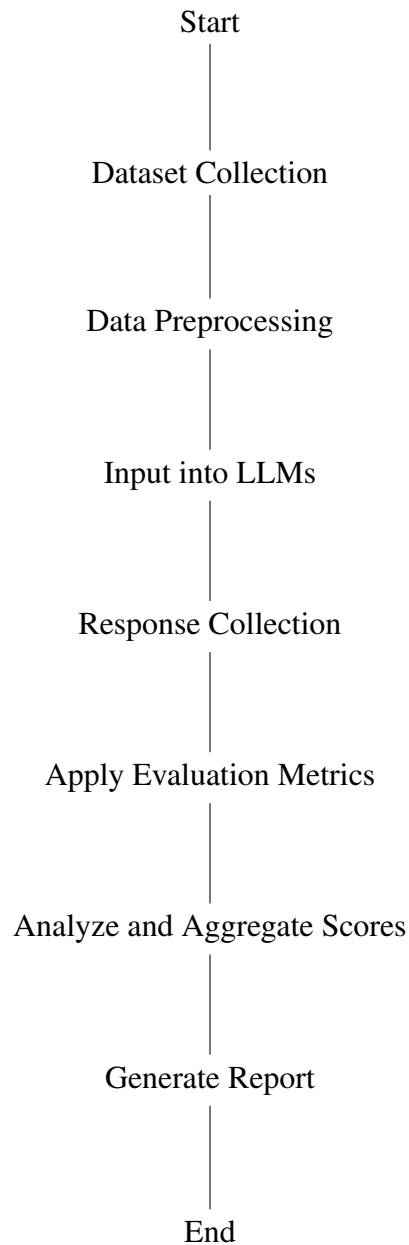 Start
Dataset Collection
Data Preprocessing
Input into LLMs
Response Collection
Apply Evaluation Metrics
Analyze and Aggregate Scores
Generate Report
End